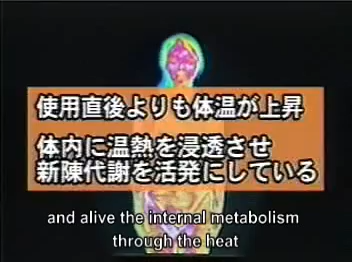 使用直後よりも体温が上昇
体内に温熱を浸透させ
新陳代謝を活発にしている
and alive the internal metabolism
through the heat